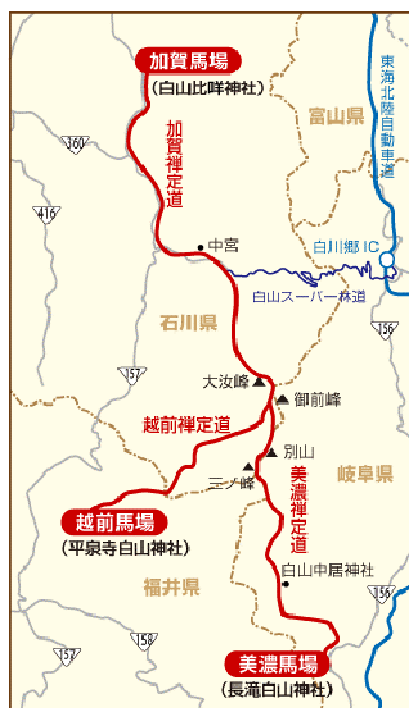 加賀馬場
(白山比咩神社)
東海北陸自動車道
富山県
加賀禅定道
160
416
中宮
白川郷IC
白山スーパー林道
石川県
156
157
大汝峰
御前峰
越前禅定道
別山
三ノ峰
岐阜県
美濃禅定道
越前馬場
(平泉寺白山神社)
福井県
白山中居神社
156
158
157
美濃馬場
(長滝白山神社)